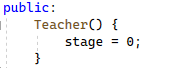 public:
    Teacher() {
        stage = 0;
    }